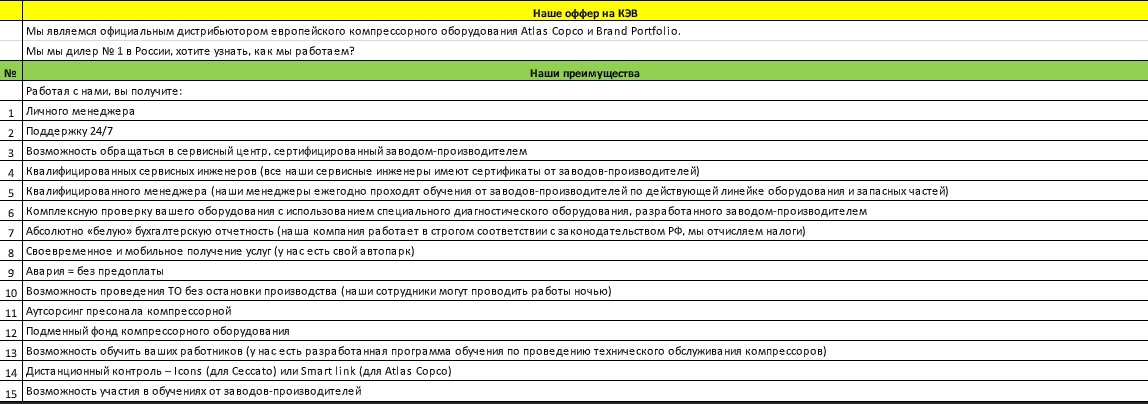 Наше оффер на КЭВ
Мы являемся официальным дистрибьютором европейского компрессорного оборудования Atlas Copco и Brand Portfolio.
Мы мы дилер № 1 в России, хотите узнать, как мы работаем?
№ Наши преимущества
Работая с нами, вы получите:
1 Личного менеджера
2 Поддержку 24/7
3 Возможность обращаться в сервисный центр, сертифицированный заводом-производителем
4 Квалифицированных сервисных инженеров (все наши сервисные инженеры имеют сертификаты от заводов-производителей)
5 Квалифицированного менеджера (наши менеджеры ежегодно проходят обучения от заводов-производителей по действующей линейке оборудования и запасных частей)
6 Комплексную проверку вашего оборудования с использованием специального диагностического оборудования, разработанного заводом-производителем
7 Абсолютно «белую» бухгалтерскую отчетность (наша компания работает в строгом соответствии с законодательством РФ, мы отчисляем налоги)
8 Своевременное и мобильное получение услуг (у нас есть свой автопарк)
9 Авария = без предоплаты
10 Возможность проведения ТО без остановки производства (наши сотрудники могут проводить работы ночью)
11 Аутсорсинг пресонала компрессорной
12 Подменный фонд компрессорного оборудования
13 Возможность обучить ваших работников (у нас есть разработанная программа обучения по проведению технического обслуживания компрессоров)
14 Дистанционный контроль – Icons (для Ceccato) или Smart link (для Atlas Copco)
15 Возможность участия в обучениях от заводов-производителей